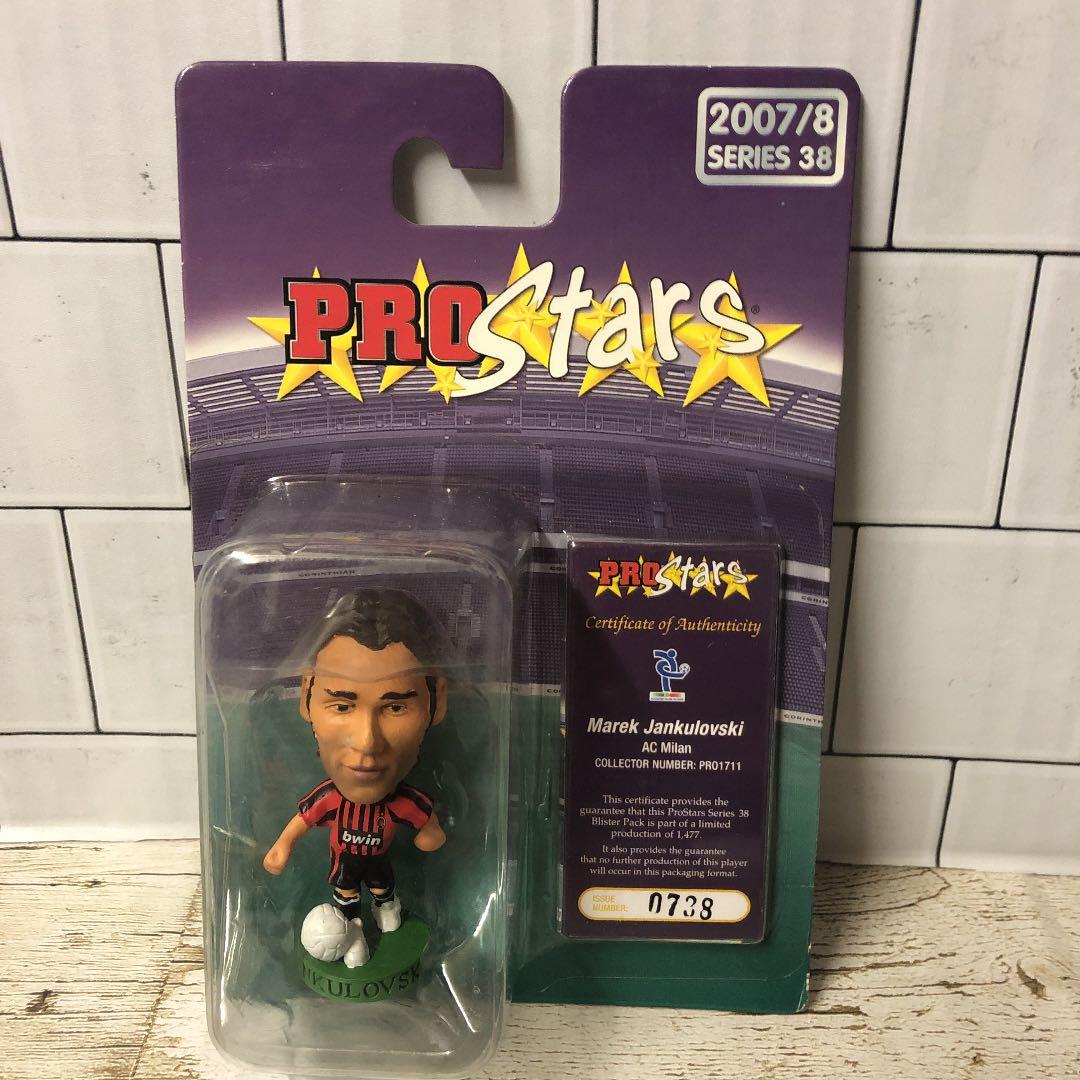 2007/8
SERIES 38
PROStars®
CORINTHIAN
PROStars
Certificate of Authenticity
Marek Jankulovski
AC Milan
COLLECTOR NUMBER: PRO1711
This certificate provides the
guarantee that this ProStars Series 38
Blister Pack is part of a limited
production of 1,477.
It also provides the guarantee
that no further production of this player
will occur in this packaging format.
ISSUE
NUMBER: 0738
bwin
NKULOVSK